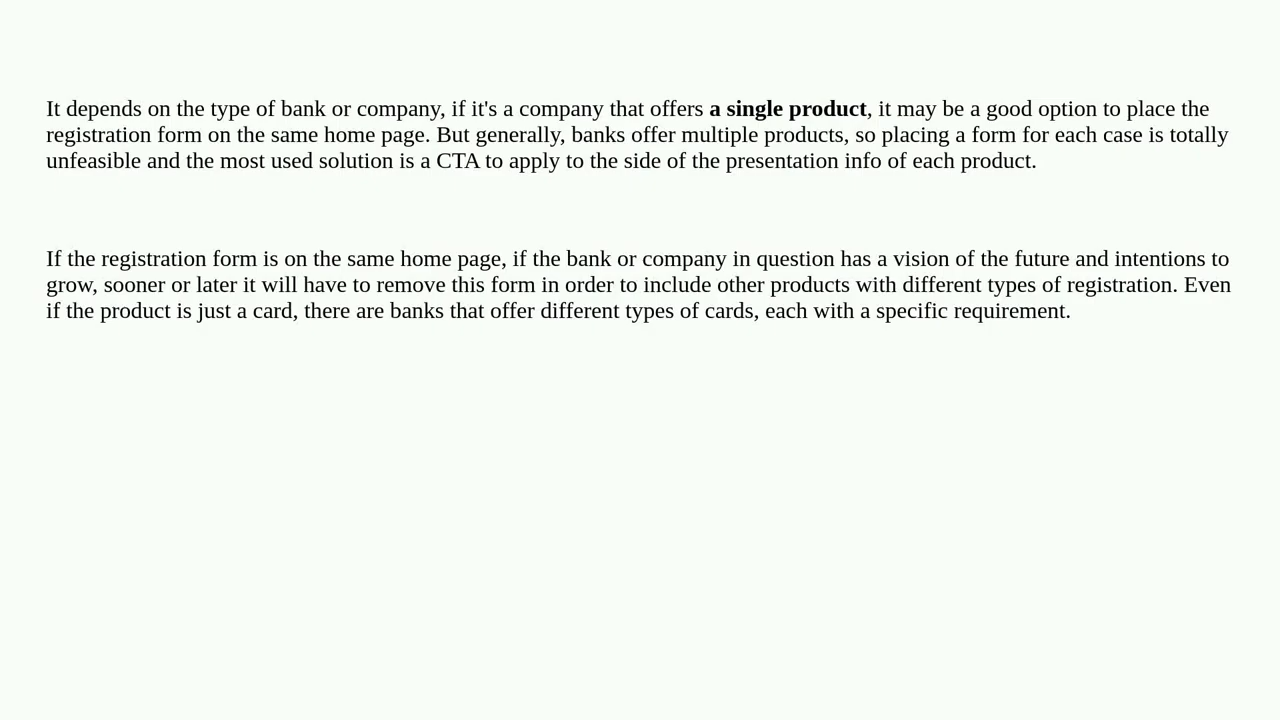 It depends on the type of bank or company, if it's a company that offers a single product, it may be a good option to place the
registration form on the same home page. But generally, banks offer multiple products, so placing a form for each case is totally
unfeasible and the most used solution is a CTA to apply to the side of the presentation info of each product.
If the registration form is on the same home page, if the bank or company in question has a vision of the future and intentions to
grow, sooner or later it will have to remove this form in order to include other products with different types of registration. Even
if the product is just a card, there are banks that offer different types of cards, each with a specific requirement.